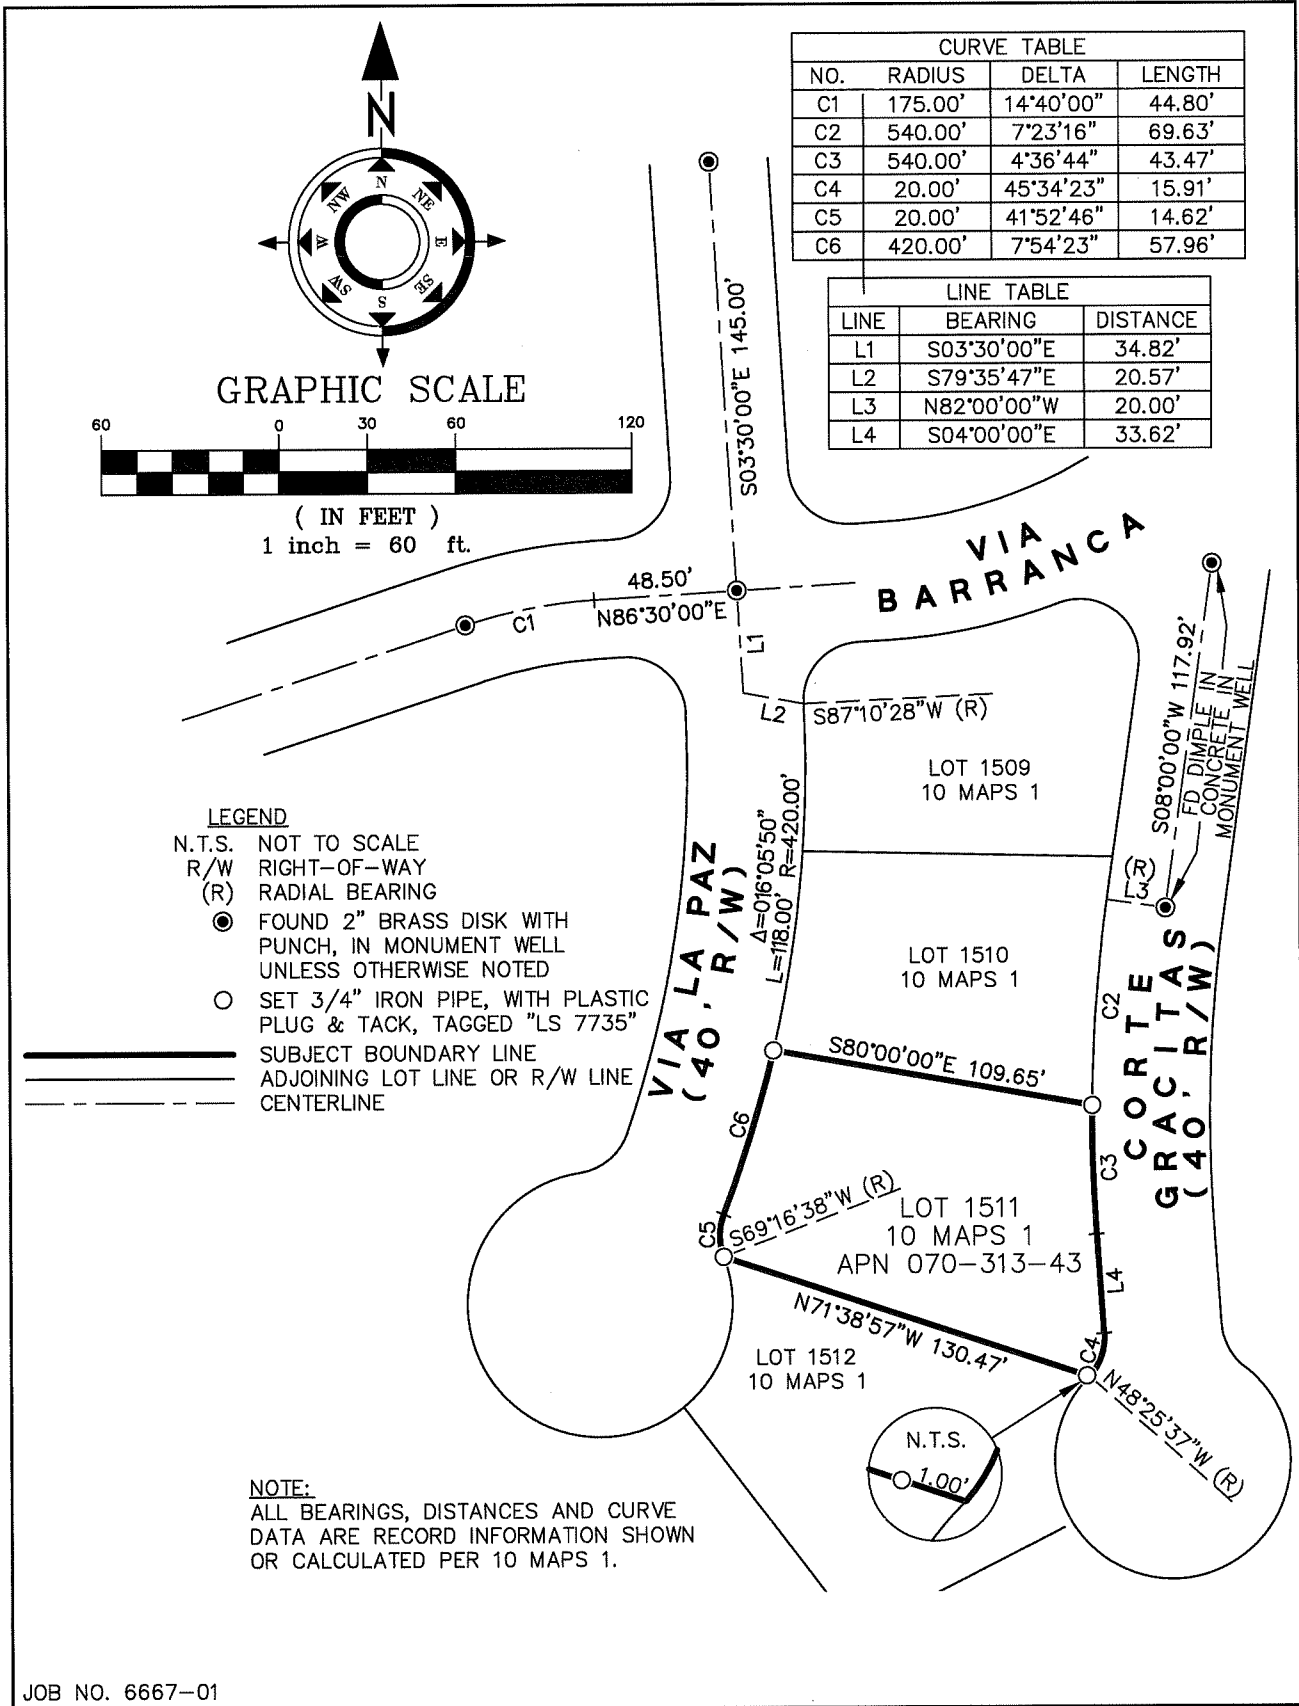 N
N
NE
E
SE
S
SW
W
NW
CURVE TABLE
NO. RADIUS DELTA LENGTH
C1 175.00' 14°40'00" 44.80'
C2 540.00' 7°23'16" 69.63'
C3 540.00' 4°36'44" 43.47'
C4 20.00' 45°34'23" 15.91'
C5 20.00' 41°52'46" 14.62'
C6 420.00' 7°54'23" 57.96'
LINE TABLE
LINE BEARING DISTANCE
L1 S03°30'00"E 34.82'
L2 S79°35'47"E 20.57'
L3 N82°00'00"W 20.00'
L4 S04°00'00"E 33.62'
GRAPHIC SCALE
60 0 30 60 120
( IN FEET )
1 inch = 60 ft.
S03°30'00"E 145.00'
VIA
BARRANCA
48.50'
N86°30'00"E
C1
L1
L2
S87°10'28"W (R)
S08°00'00"W 117.92'
FD DIMPLE IN
CONCRETE IN
MONUMENT WELL
LOT 1509
10 MAPS 1
Δ=016°05'50"
L=118.00' R=420.00'
(R)
L3
LEGEND
N.T.S. NOT TO SCALE
R/W RIGHT-OF-WAY
(R) RADIAL BEARING
FOUND 2" BRASS DISK WITH
PUNCH, IN MONUMENT WELL
UNLESS OTHERWISE NOTED
SET 3/4" IRON PIPE, WITH PLASTIC
PLUG & TACK, TAGGED "LS 7735"
SUBJECT BOUNDARY LINE
ADJOINING LOT LINE OR R/W LINE
CENTERLINE
VIA LA PAZ
(40' R/W)
LOT 1510
10 MAPS 1
C2
CORTE
GRACITAS
(40' R/W)
S80°00'00"E 109.65'
C6
C3
C5
S69°16'38"W (R)
LOT 1511
10 MAPS 1
APN 070-313-43
L4
N71°38'57"W 130.47'
C4
LOT 1512
10 MAPS 1
N48°25'37"W (R)
N.T.S.
1.00'
NOTE:
ALL BEARINGS, DISTANCES AND CURVE
DATA ARE RECORD INFORMATION SHOWN
OR CALCULATED PER 10 MAPS 1.
JOB NO. 6667-01